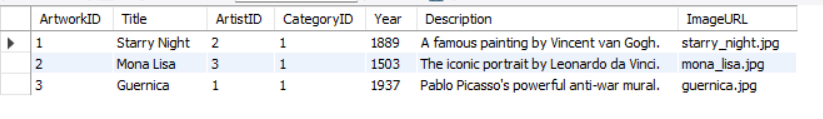 ArtworkID Title ArtistID CategoryID Year Description ImageURL
1 Starry Night 2 1 1889 A famous painting by Vincent van Gogh. starry_night.jpg
2 Mona Lisa 3 1 1503 The iconic portrait by Leonardo da Vinci. mona_lisa.jpg
3 Guernica 1 1 1937 Pablo Picasso's powerful anti-war mural. guernica.jpg